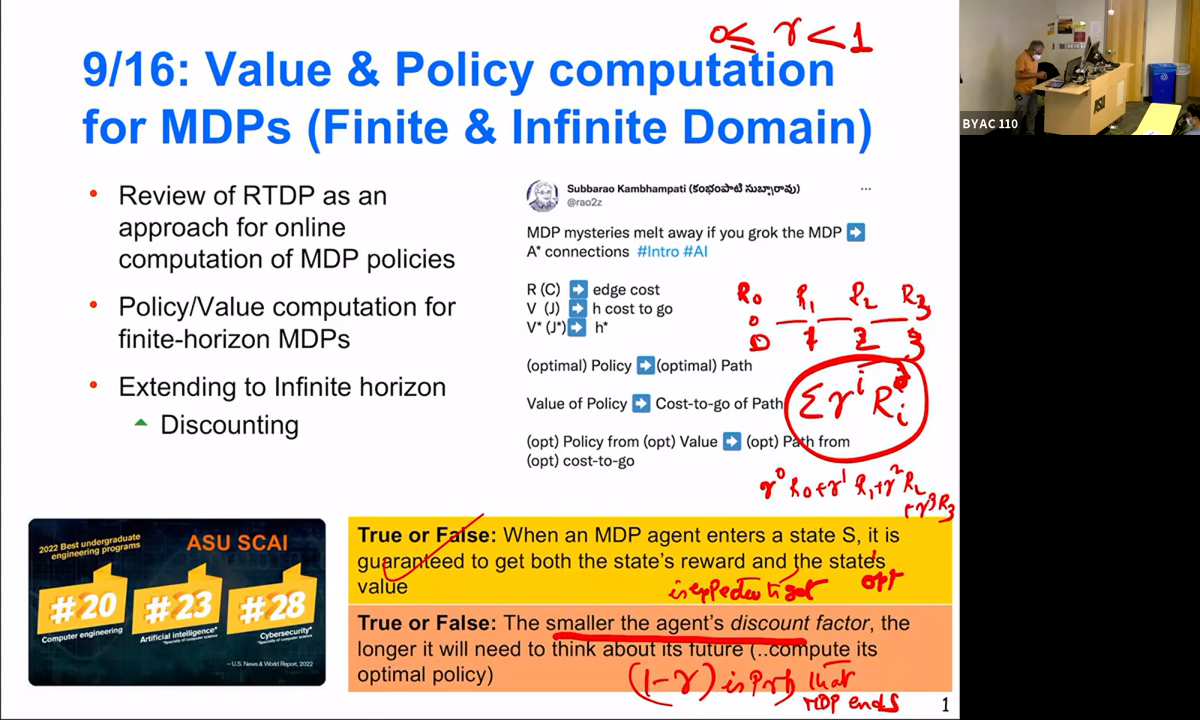 0 ≤ γ < 1
9/16: Value & Policy computation
for MDPs (Finite & Infinite Domain)
BYAC 110
• Review of RTDP as an
approach for online
computation of MDP policies
• Policy/Value computation for
finite-horizon MDPs
• Extending to Infinite horizon
Discounting
Subbarao Kambhampati (కంభంపాటి సుబ్బారావు)
@rao2z
MDP mysteries melt away if you grok the MDP ➡
A* connections #Intro #AI
R (C) ➡ edge cost
V (J) ➡ h cost to go
V* (J*) ➡ h*
(optimal) Policy ➡ (optimal) Path
Value of Policy ➡ Cost-to-go of Path
(opt) Policy from (opt) Value ➡ (opt) Path from
(opt) cost-to-go
R₀ R₁ R₂ R₃
0 1 2 3
Σγⁱ Rᵢ
γ⁰ R₀ + γ¹ R₁ + γ² R₂
+ γ³ R₃
2022 Best undergraduate
engineering programs
ASU SCAI
#20 #23 #28
Computer engineering
Artificial intelligence*
Cybersecurity*
– U.S. News & World Report, 2022
True or False: When an MDP agent enters a state S, it is
guaranteed to get both the state's reward and the state's
value
is expected to get
opt
True or False: The smaller the agent's discount factor, the
longer it will need to think about its future (..compute its
optimal policy)
(1-γ) is Prob that
MDP ends
1
ASU